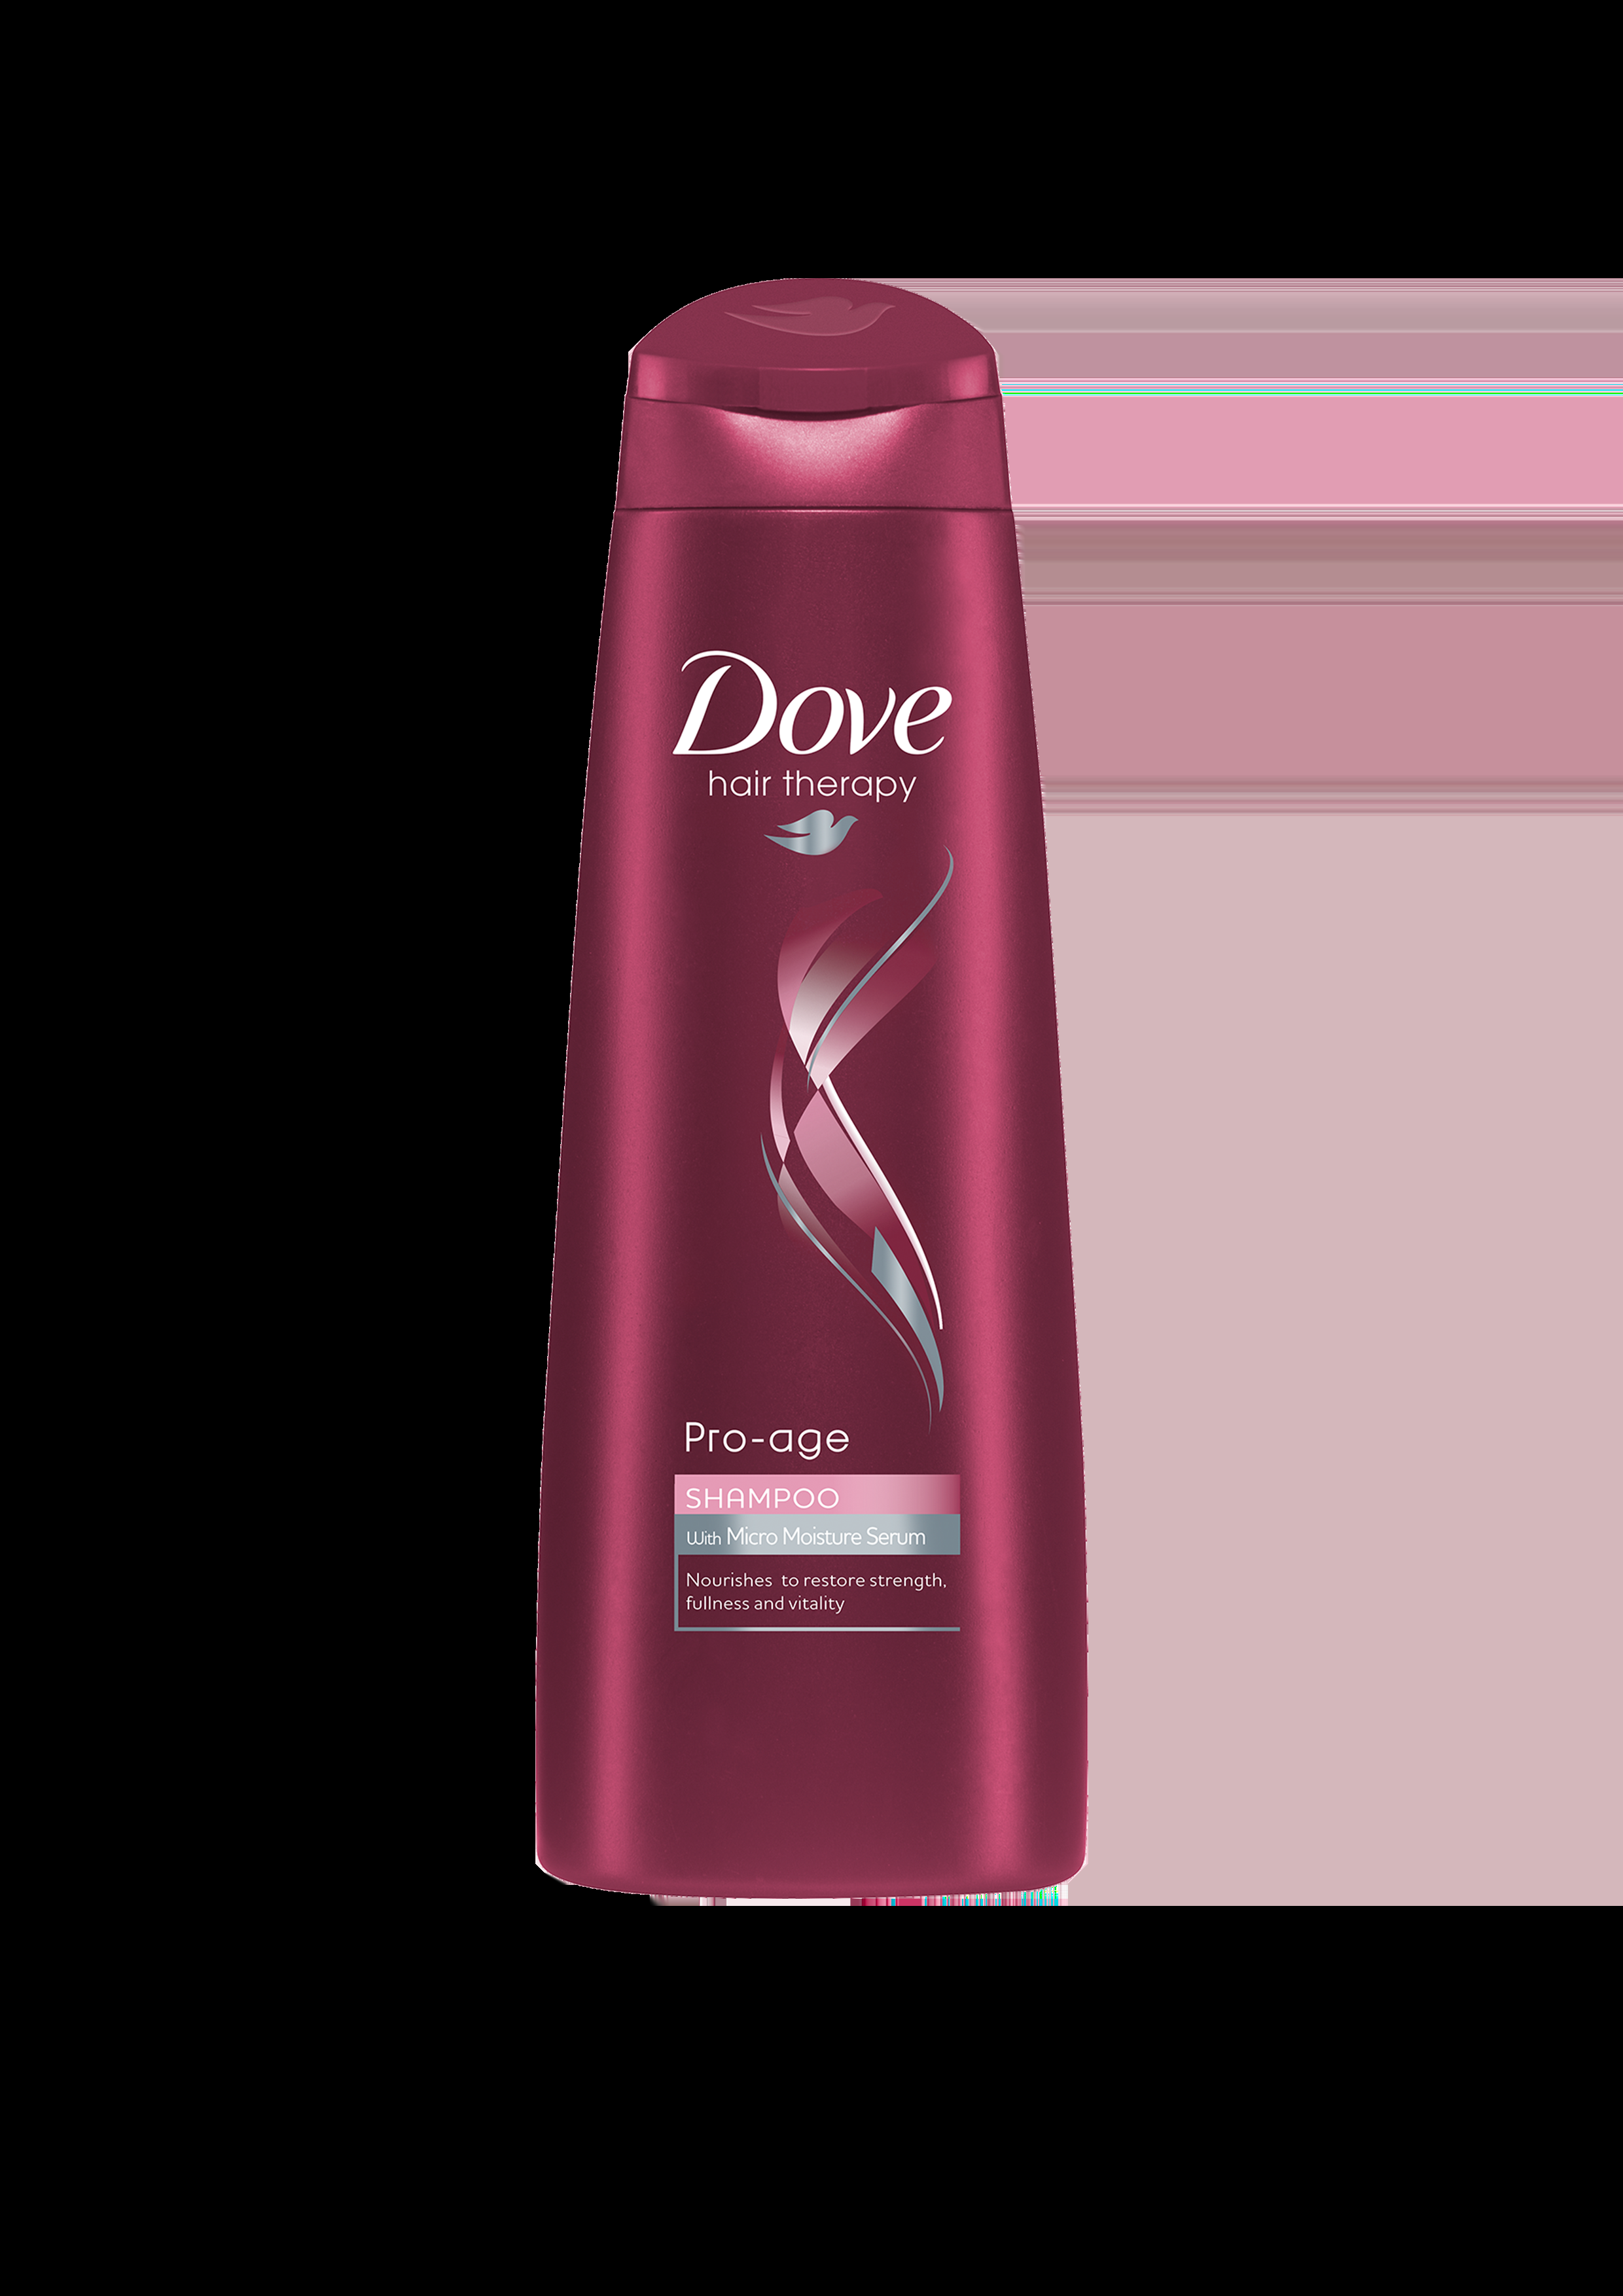 Dove
hair therapy
Pro-age
SHAMPOO
With Micro Moisture Serum
Nourishes to restore strength,
fullness and vitality